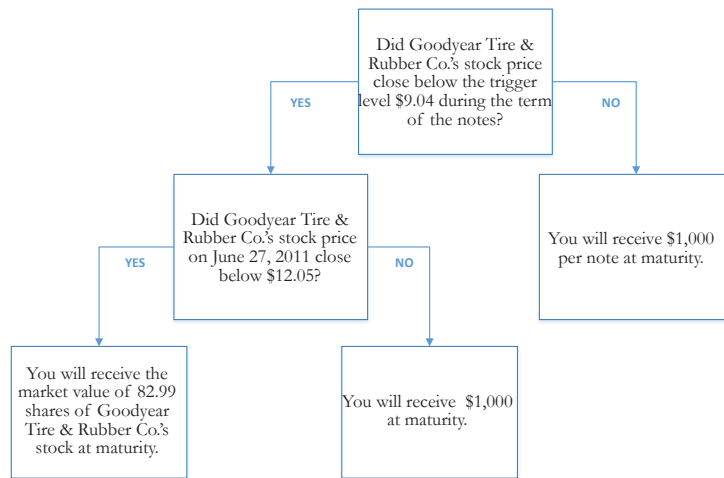 Did Goodyear Tire &
Rubber Co.'s stock price
close below the trigger
level $9.04 during the term
of the notes?
YES
NO
Did Goodyear Tire &
Rubber Co.'s stock price
on June 27, 2011 close
below $12.05?
You will receive $1,000
per note at maturity.
YES
NO
You will receive the
market value of 82.99
shares of Goodyear
Tire & Rubber Co.'s
stock at maturity.
You will receive $1,000
at maturity.